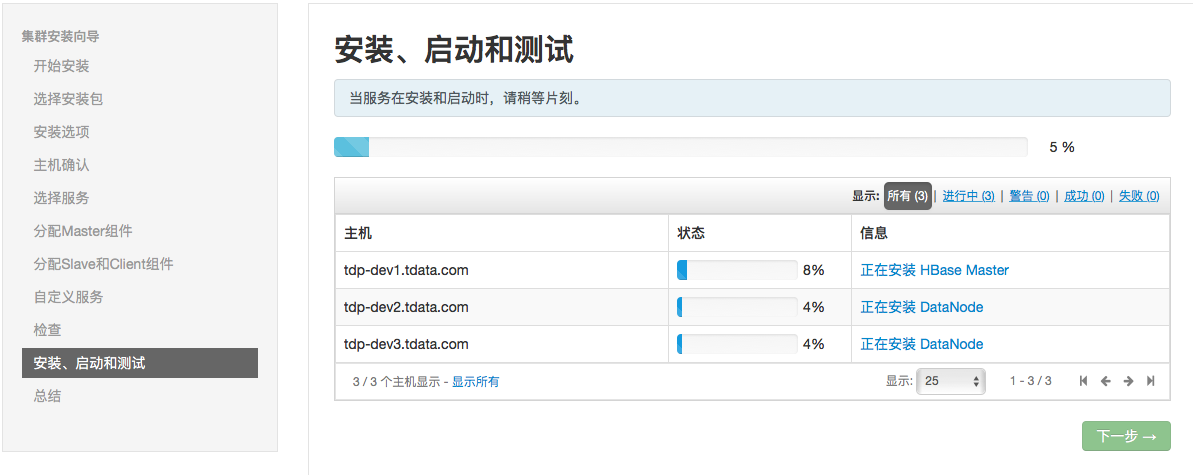 集群安装向导
开始安装
选择安装包
安装选项
主机确认
选择服务
分配Master组件
分配Slave和Client组件
自定义服务
检查
安装、启动和测试
总结
安装、启动和测试
当服务在安装和启动时，请稍等片刻。
5 %
显示: 所有 (3) | 进行中 (3) | 警告 (0) | 成功 (0) | 失败 (0)
主机 状态 信息
tdp-dev1.tdata.com 8% 正在安装 HBase Master
tdp-dev2.tdata.com 4% 正在安装 DataNode
tdp-dev3.tdata.com 4% 正在安装 DataNode
3 / 3 个主机显示 - 显示所有 显示: 25 1 - 3 / 3
下一步 →